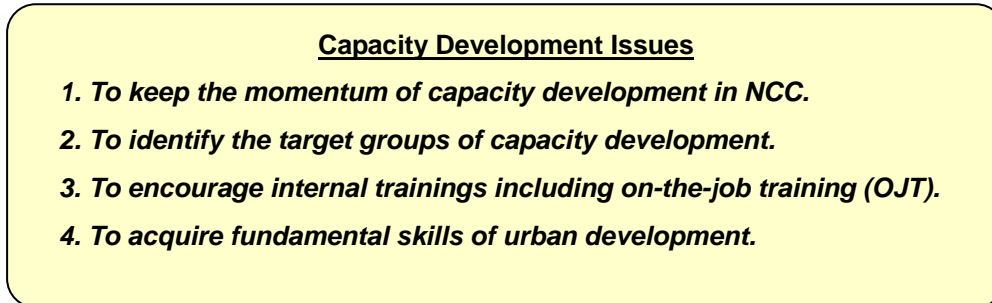 Capacity Development Issues
1. To keep the momentum of capacity development in NCC.
2. To identify the target groups of capacity development.
3. To encourage internal trainings including on-the-job training (OJT).
4. To acquire fundamental skills of urban development.